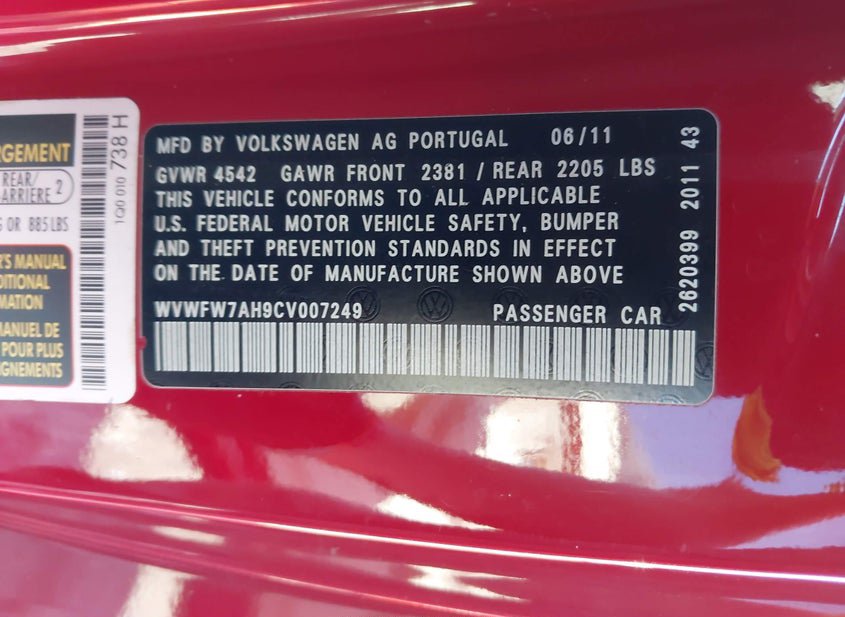 RGEMENT
REAR/
ARRIERE 2
G OR 885 LBS
R'S MANUAL
DITIONAL
MATION
MANUEL DE
POUR PLUS
IGNEMENTS
1Q0 010 738 H
MFD BY VOLKSWAGEN AG PORTUGAL 06/11
GVWR 4542 GAWR FRONT 2381 / REAR 2205 LBS
THIS VEHICLE CONFORMS TO ALL APPLICABLE
U.S. FEDERAL MOTOR VEHICLE SAFETY, BUMPER
AND THEFT PREVENTION STANDARDS IN EFFECT
ON THE DATE OF MANUFACTURE SHOWN ABOVE
WVWFW7AH9CV007249 PASSENGER CAR
2620399 2011 43